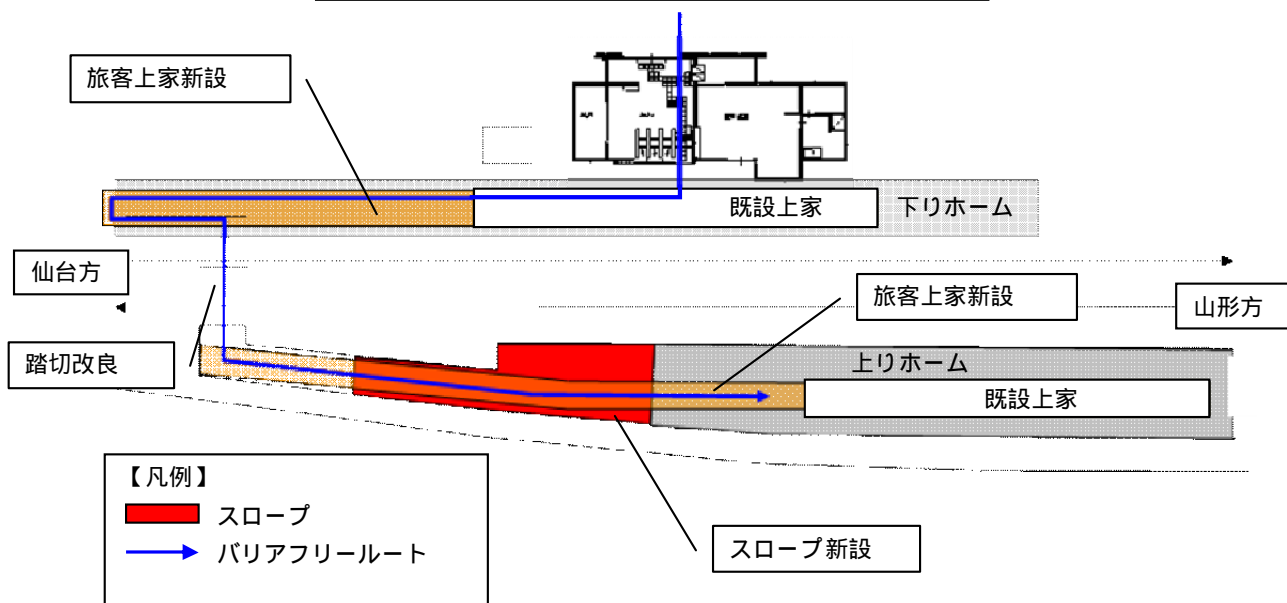 旅客上家新設
既設上家
下りホーム
仙台方
旅客上家新設
山形方
踏切改良
上りホーム
既設上家
【凡例】
スロープ
バリアフリールート
スロープ新設